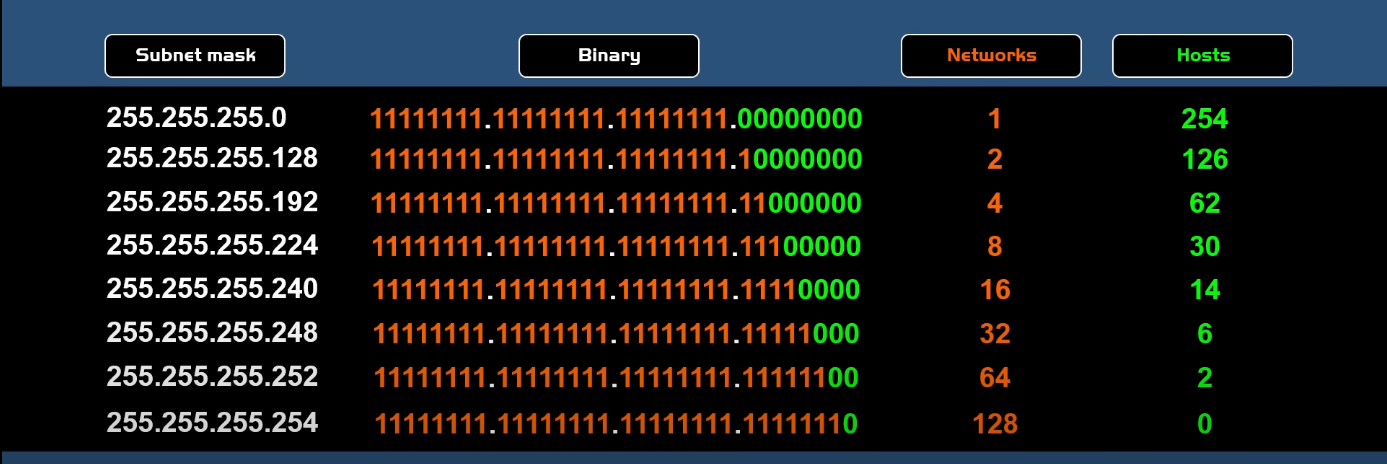 Subnet mask Binary Networks Hosts
255.255.255.0 11111111.11111111.11111111.00000000 1 254
255.255.255.128 11111111.11111111.11111111.10000000 2 126
255.255.255.192 11111111.11111111.11111111.11000000 4 62
255.255.255.224 11111111.11111111.11111111.11100000 8 30
255.255.255.240 11111111.11111111.11111111.11110000 16 14
255.255.255.248 11111111.11111111.11111111.11111000 32 6
255.255.255.252 11111111.11111111.11111111.11111100 64 2
255.255.255.254 11111111.11111111.11111111.11111110 128 0